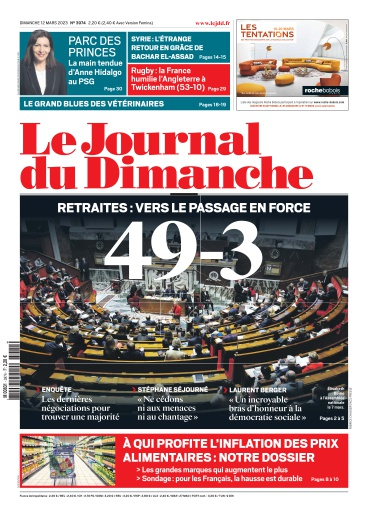 DIMANCHE 12 MARS 2023 N° 3974 2,20 € (2,40 € Avec Version Femina)
www.lejdd.fr
PARC DES
PRINCES
La main tendue
d'Anne Hidalgo
au PSG
Page 30
SYRIE : L'ÉTRANGE
RETOUR EN GRÂCE DE
BACHAR EL-ASSAD
Pages 14-15
Rugby : la France
humilie l'Angleterre à
Twickenham (53-10)
Page 29
LE GRAND BLUES DES VÉTÉRINAIRES
Pages 18-19
LES
TENTATIONS
rochebobois
Le Journal
du Dimanche
RETRAITES : VERS LE PASSAGE EN FORCE
49-3
ENQUÊTE
Les dernières
négociations pour
trouver une majorité
STÉPHANE SÉJOURNÉ
« Ne cédons
ni aux menaces
ni au chantage »
LAURENT BERGER
« Un incroyable
bras d'honneur à la
démocratie sociale »
Pages 2 à 5
À QUI PROFITE L'INFLATION DES PRIX
ALIMENTAIRES : NOTRE DOSSIER
> Les grandes marques qui augmentent le plus
> Sondage : pour les Français, la hausse est durable
Pages 8 à 10